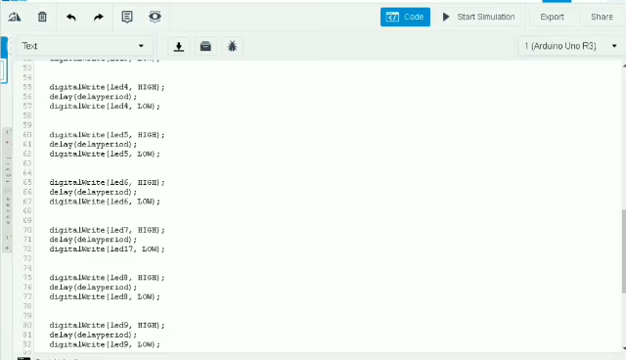 Code
Start Simulation
Export
Share
Text
1 (Arduino Uno R3)
53
54
55 digitalWrite(led4, HIGH);
56 delay(delayperiod);
57 digitalWrite(led4, LOW);
58
59
60 digitalWrite(led5, HIGH);
61 delay(delayperiod);
62 digitalWrite(led5, LOW);
63
64
65 digitalWrite(led6, HIGH);
66 delay(delayperiod);
67 digitalWrite(led6, LOW);
68
69
70 digitalWrite(led7, HIGH);
71 delay(delayperiod);
72 digitalWrite(led17, LOW);
73
74
75 digitalWrite(led8, HIGH);
76 delay(delayperiod);
77 digitalWrite(led8, LOW);
78
79
80 digitalWrite(led9, HIGH);
81 delay(delayperiod);
82 digitalWrite(led9, LOW);